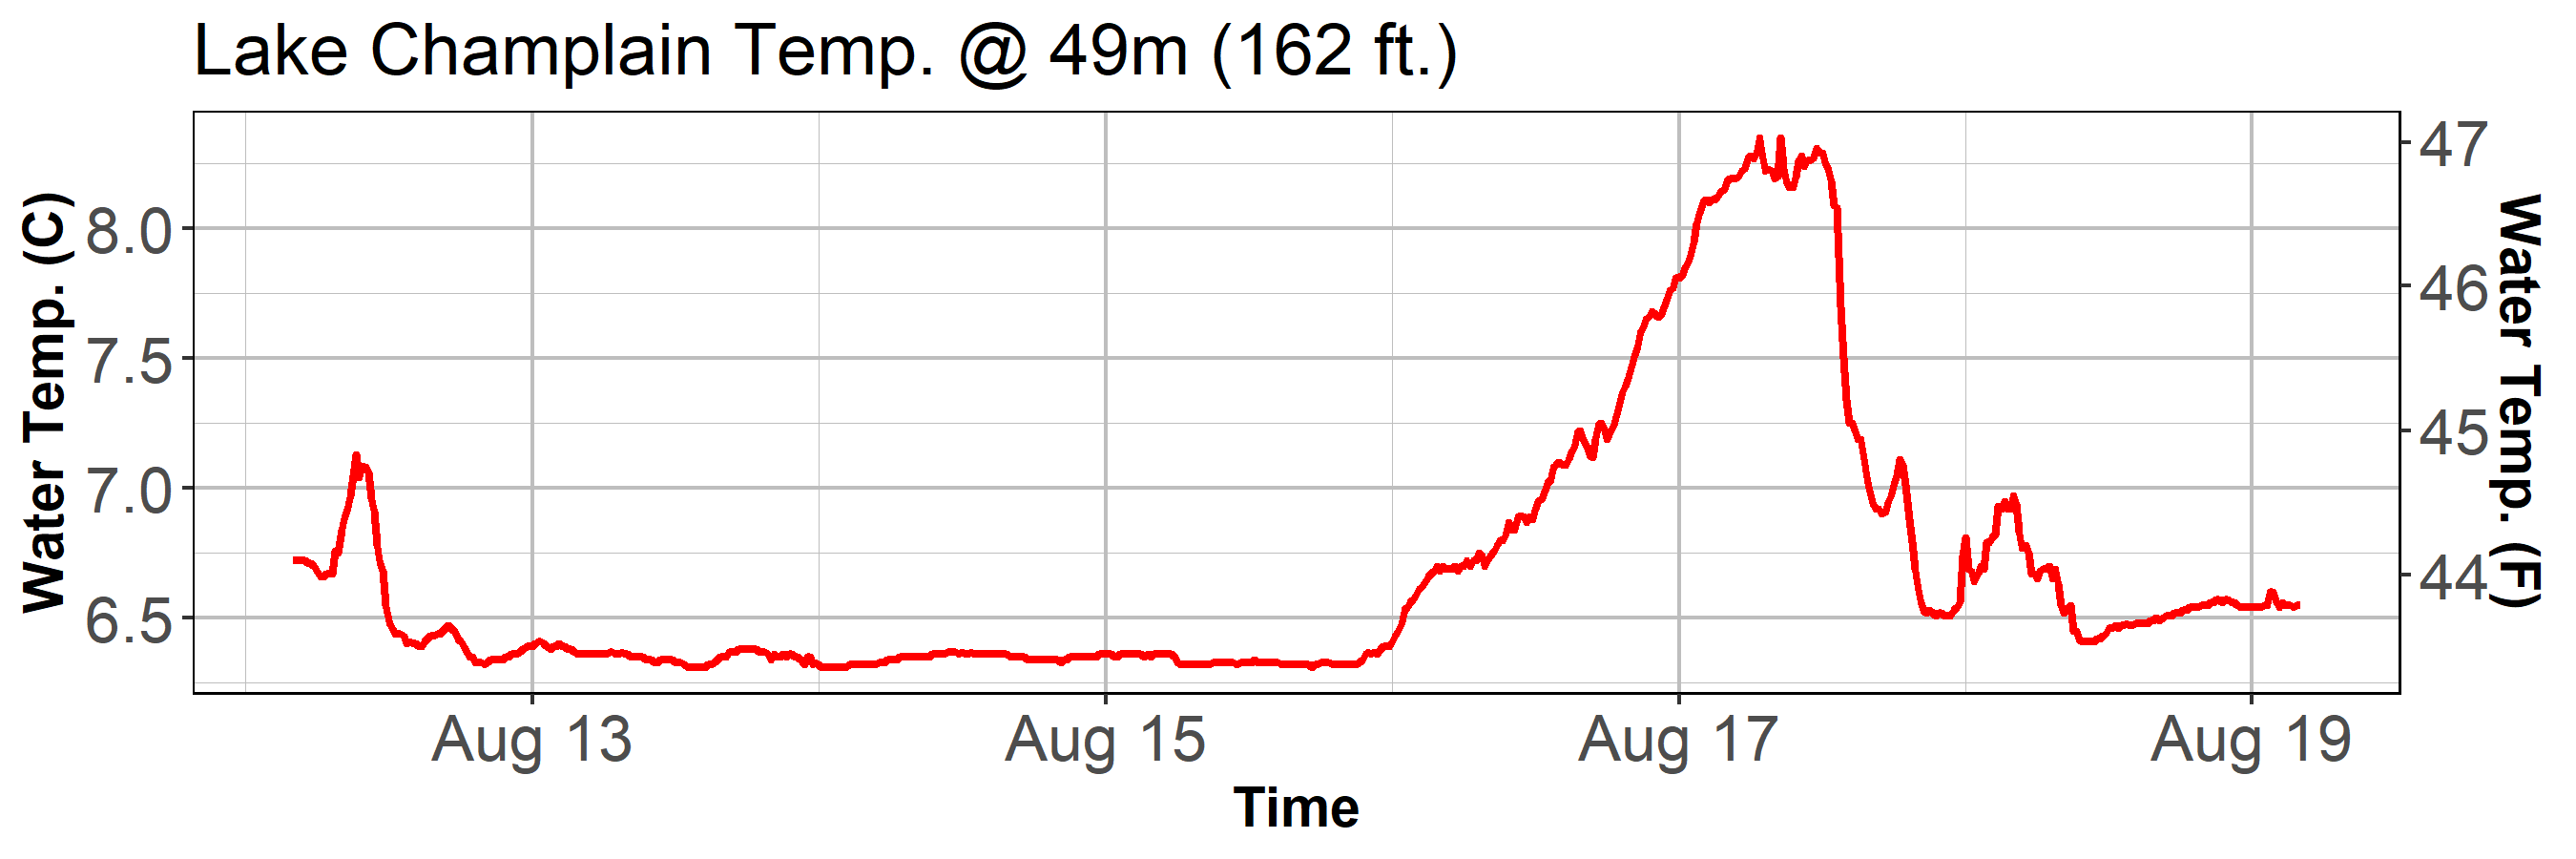 Lake Champlain Temp. @ 49m (162 ft.)
Water Temp. (C)
8.0
7.5
7.0
6.5
47
46
45
44
Water Temp. (F)
Aug 13 Aug 15 Aug 17 Aug 19
Time